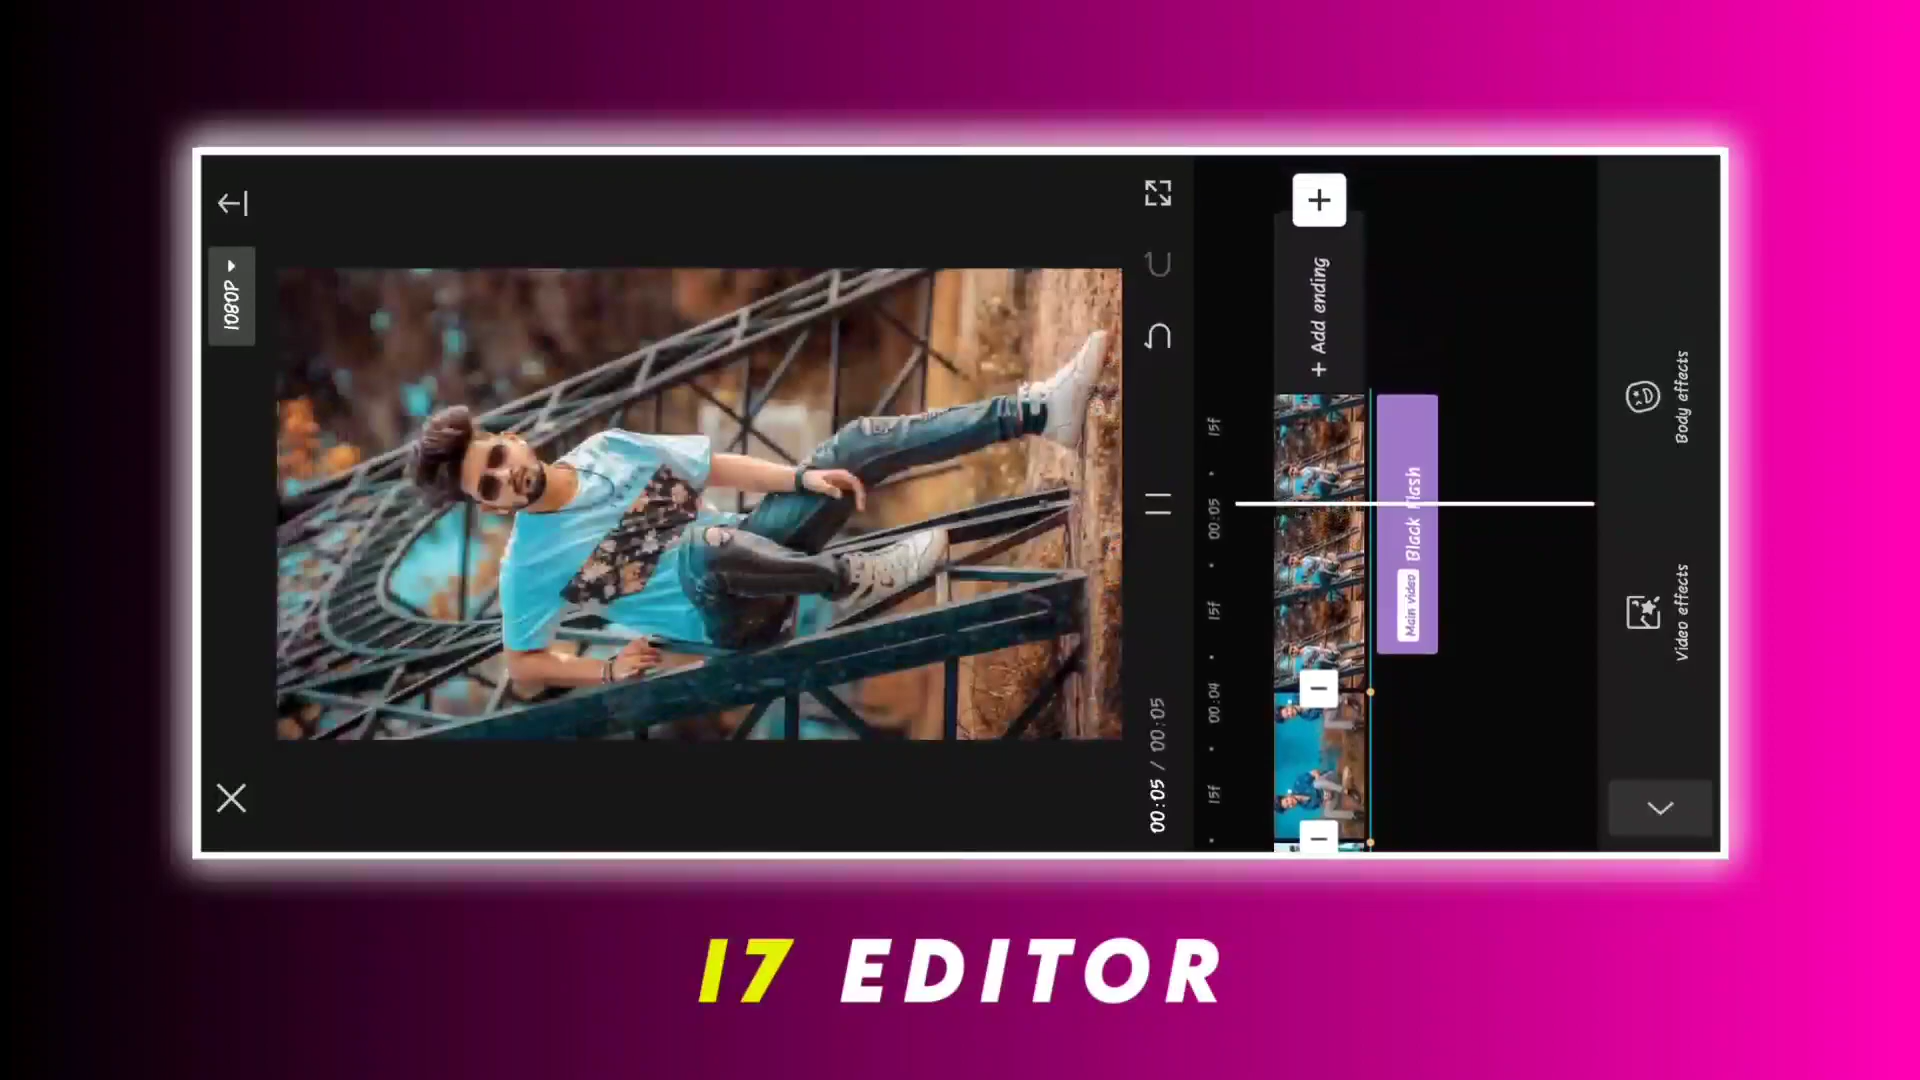 1080P
00:05 / 00:05
15f
00:05
15f
00:04
15f
+ Add ending
Main video Black Flash
Body effects
Video effects
17 EDITOR